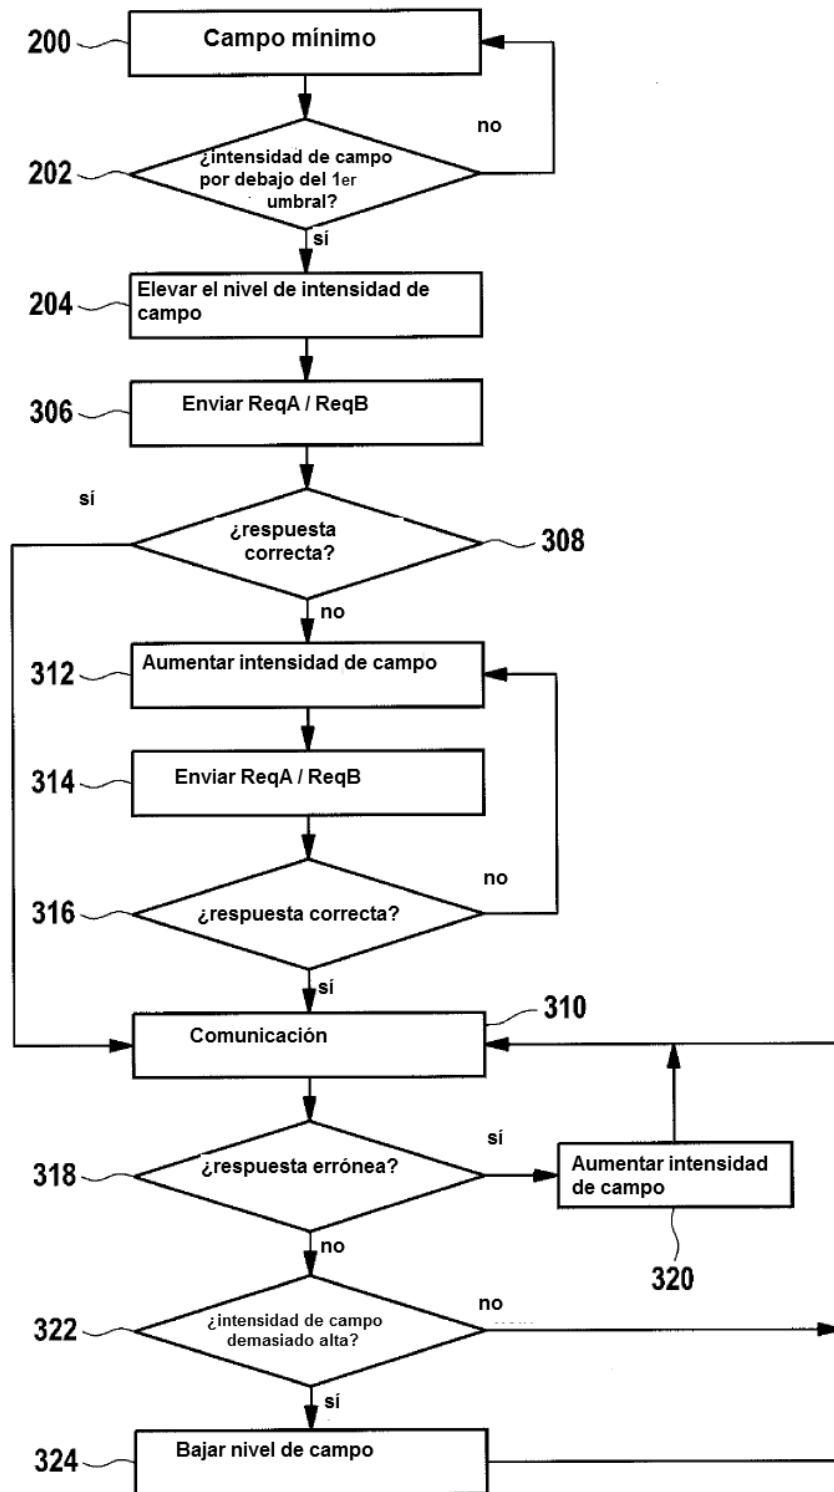 200
Campo mínimo
no
202
¿intensidad de campo
por debajo del 1er
umbral?
sí
204
Elevar el nivel de intensidad de
campo
306
Enviar ReqA / ReqB
sí
¿respuesta
correcta?
308
no
312
Aumentar intensidad de campo
314
Enviar ReqA / ReqB
no
316
¿respuesta correcta?
sí
310
Comunicación
sí
318
¿respuesta errónea?
Aumentar intensidad
de campo
no
320
no
322
¿intensidad de campo
demasiado alta?
sí
324
Bajar nivel de campo